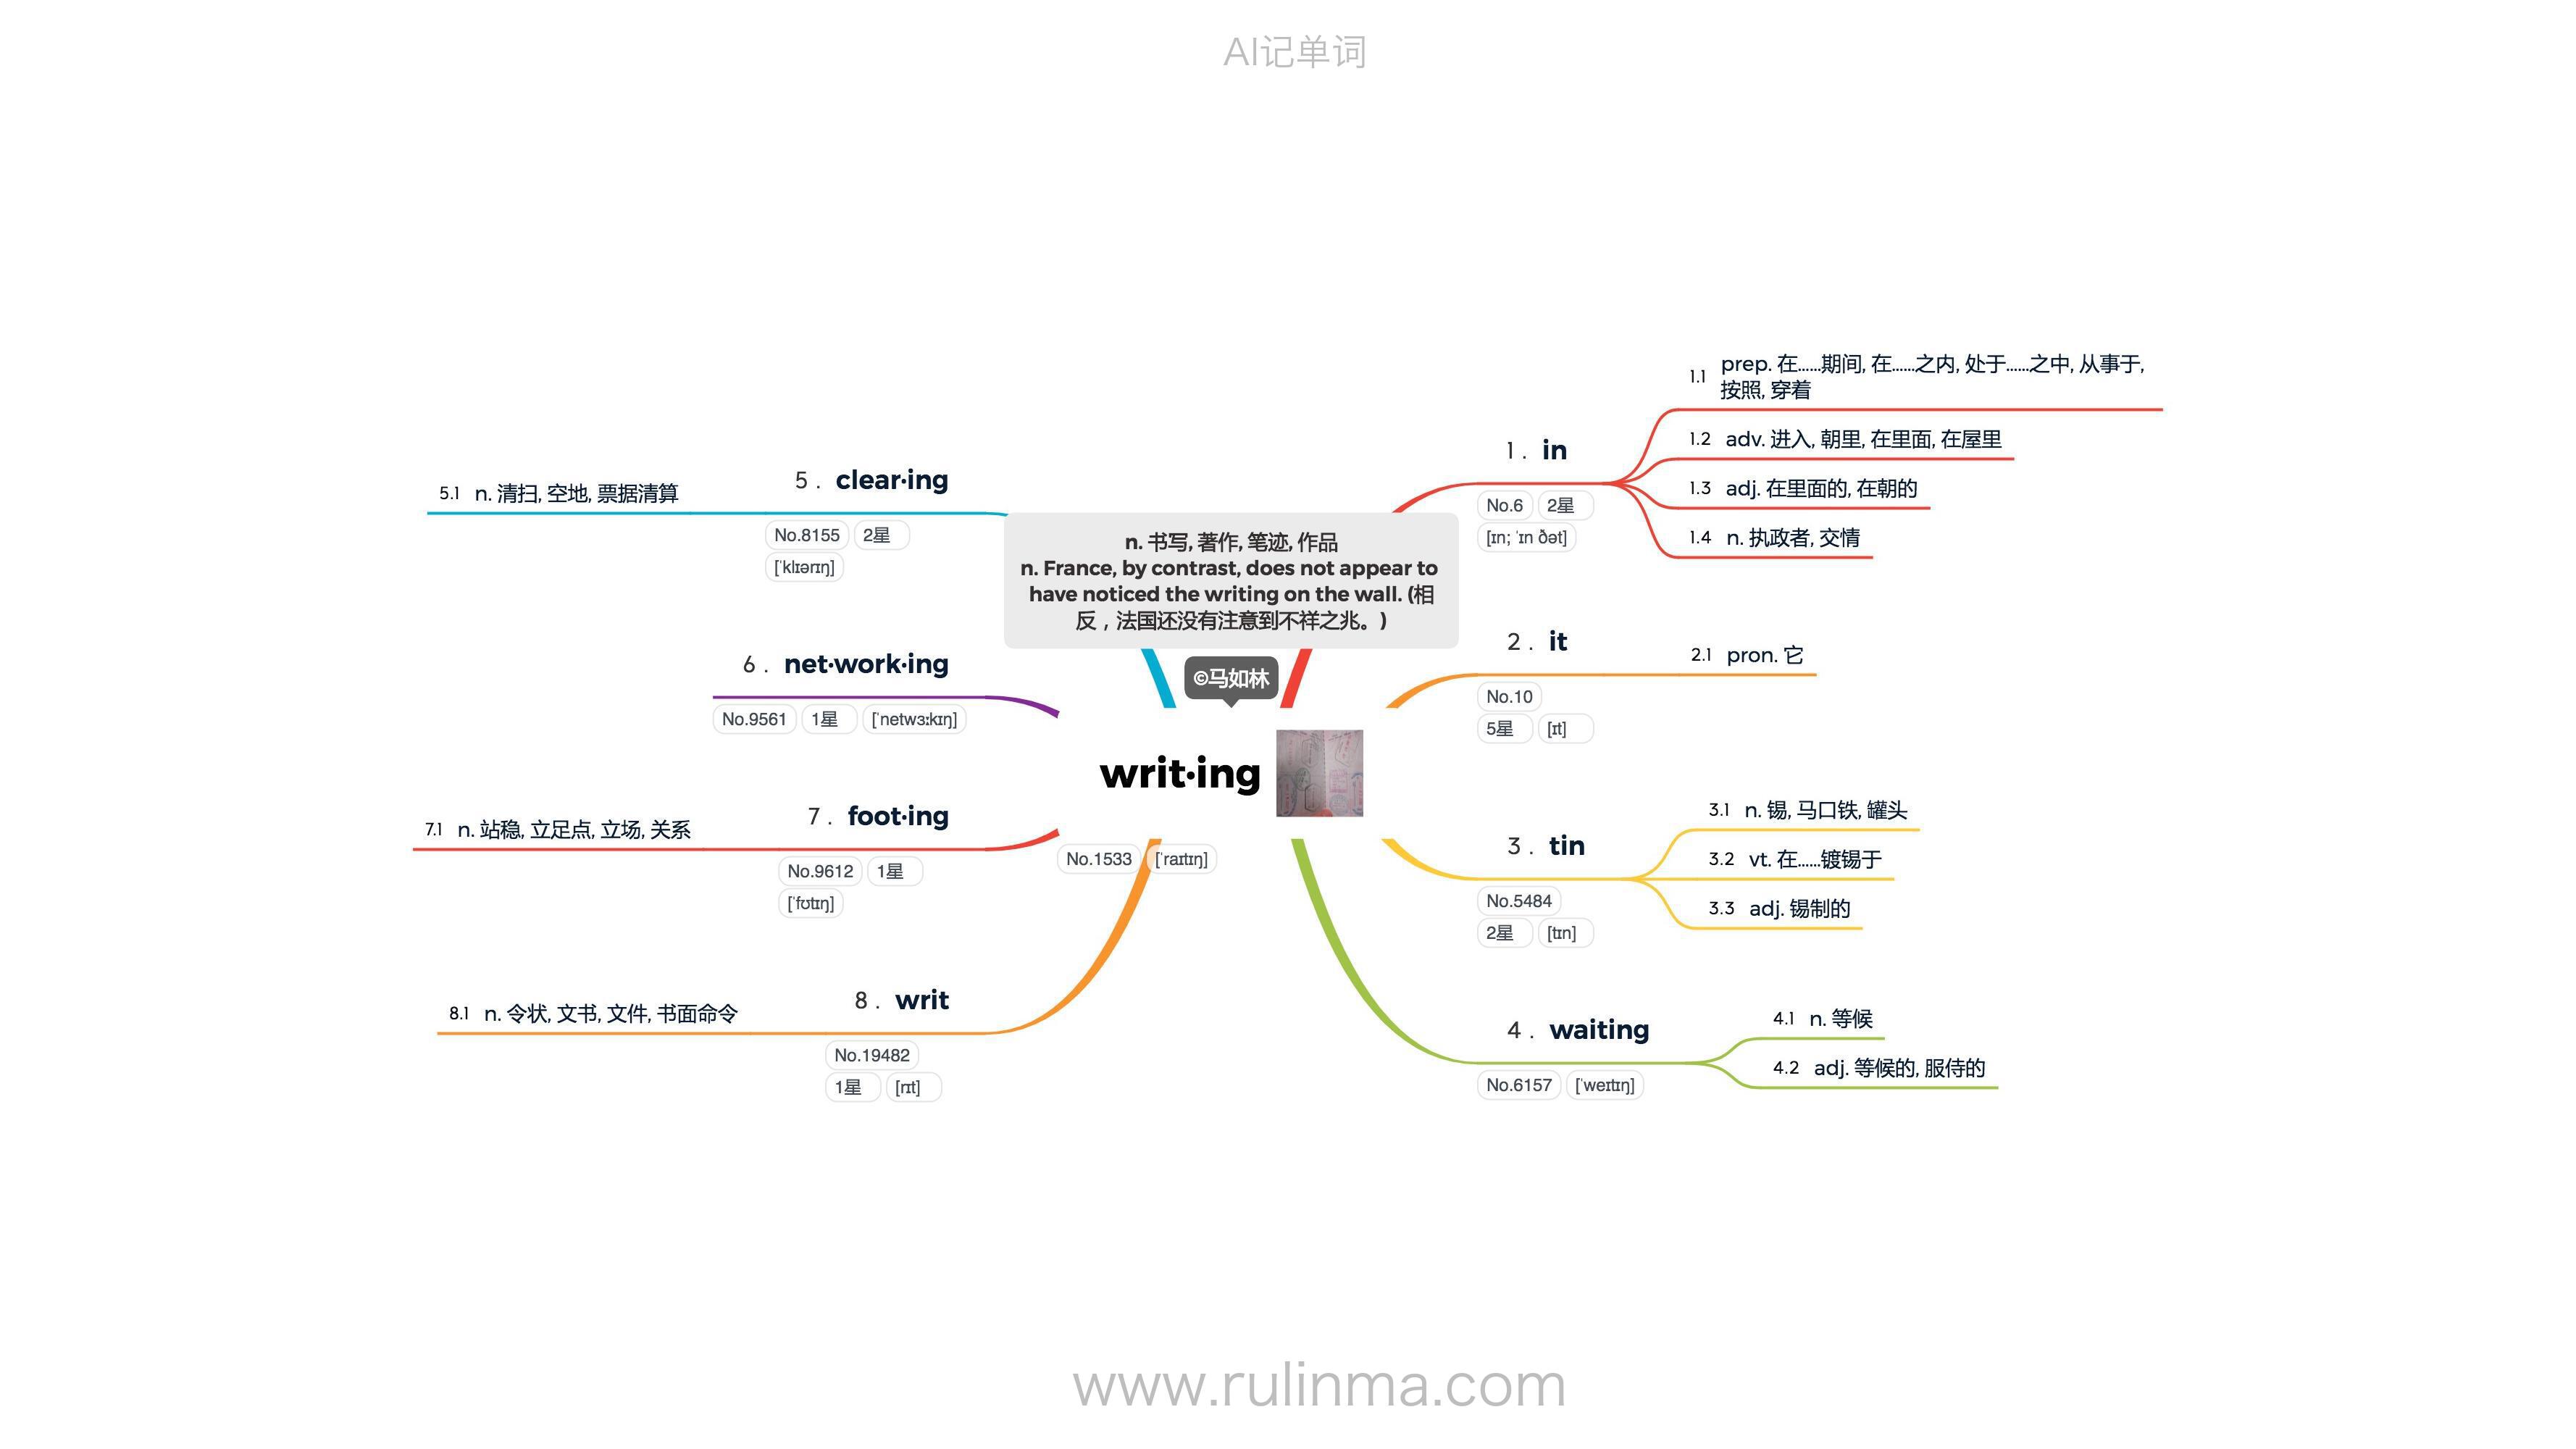 AI记单词
n. 书写, 著作, 笔迹, 作品
n. France, by contrast, does not appear to
have noticed the writing on the wall. (相
反，法国还没有注意到不祥之兆。)
©马如林
writ·ing
No.1533 [ˈraɪtɪŋ]
1 . in
No.6 2星
[ɪn; ˈɪn ðət]
1.1 prep. 在……期间, 在……之内, 处于……之中, 从事于,
按照, 穿着
1.2 adv. 进入, 朝里, 在里面, 在屋里
1.3 adj. 在里面的, 在朝的
1.4 n. 执政者, 交情
2 . it
No.10
5星 [ɪt]
2.1 pron. 它
3 . tin
No.5484
2星 [tɪn]
3.1 n. 锡, 马口铁, 罐头
3.2 vt. 在……镀锡于
3.3 adj. 锡制的
4 . waiting
No.6157 [ˈweɪtɪŋ]
4.1 n. 等候
4.2 adj. 等候的, 服侍的
5 . clear·ing
No.8155 2星
[ˈklɪərɪŋ]
5.1 n. 清扫, 空地, 票据清算
6 . net·work·ing
No.9561 1星 [ˈnetwɜːkɪŋ]
7 . foot·ing
No.9612 1星
[ˈfʊtɪŋ]
7.1 n. 站稳, 立足点, 立场, 关系
8 . writ
No.19482
1星 [rɪt]
8.1 n. 令状, 文书, 文件, 书面命令
www.rulinma.com